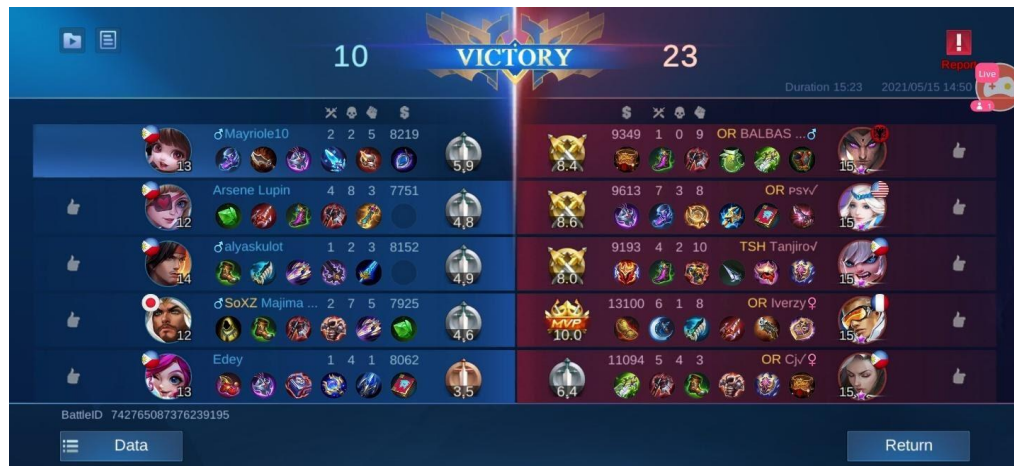 10 VICTORY 23
Report
Live
1
Duration 15:23 2021/05/15 14:50
♂Mayriole10 2 2 5 8219
13 5,9
9349 1 0 9 OR BALBAS ...♂
8.4 15
Arsene Lupin 4 8 3 7751
12 4,8
9613 7 3 8 OR PSY√
8.6 15
♂alyaskulot 1 2 3 8152
14 4,9
9193 4 2 10 TSH Tanjiro√
8.0 15
♂SoXZ Majima ... 2 7 5 7925
12 4,6
13100 6 1 8 OR Iverzy♀
MVP
10.0 15
Edey 1 4 1 8062
13 3,5
11094 5 4 3 OR Cj√♀
6,4 15
BattleID 742765087376239195
Data Return